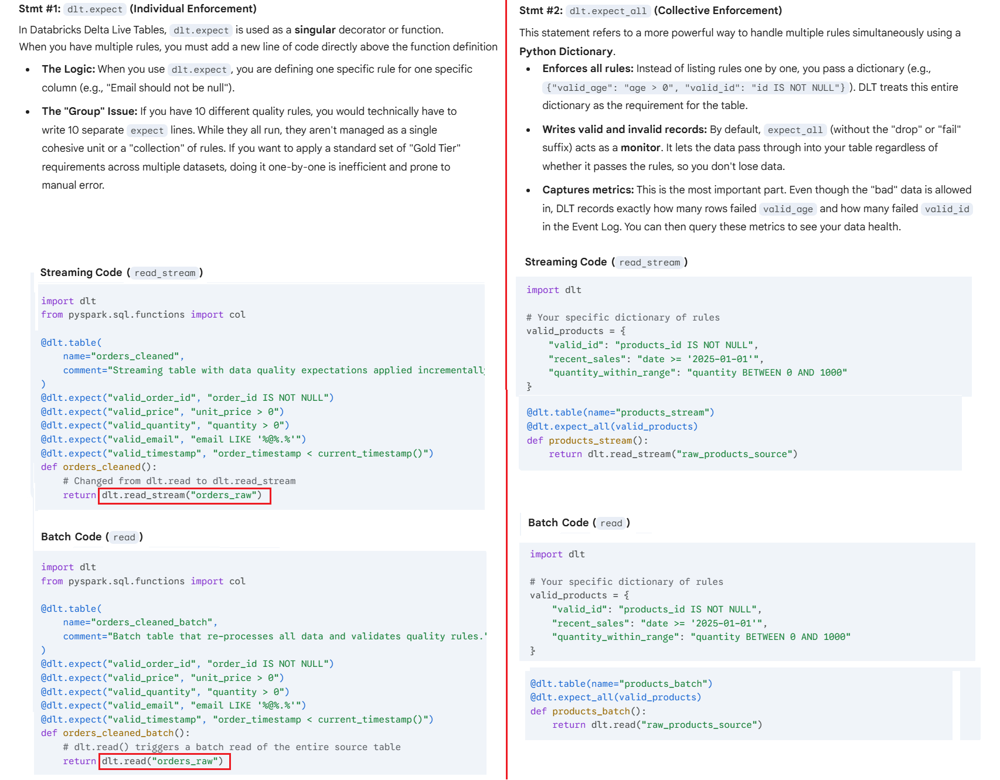 Stmt #1: dlt.expect (Individual Enforcement)
In Databricks Delta Live Tables, dlt.expect is used as a singular decorator or function.
When you have multiple rules, you must add a new line of code directly above the function definition
• The Logic: When you use dlt.expect, you are defining one specific rule for one specific
column (e.g., "Email should not be null").
• The "Group" Issue: If you have 10 different quality rules, you would technically have to
write 10 separate expect lines. While they all run, they aren't managed as a single
cohesive unit or a "collection" of rules. If you want to apply a standard set of "Gold Tier"
requirements across multiple datasets, doing it one-by-one is inefficient and prone to
manual error.
Streaming Code (read_stream)
import dlt
from pyspark.sql.functions import col
@dlt.table(
    name="orders_cleaned",
    comment="Streaming table with data quality expectations applied incrementally
)
@dlt.expect("valid_order_id", "order_id IS NOT NULL")
@dlt.expect("valid_price", "unit_price > 0")
@dlt.expect("valid_quantity", "quantity > 0")
@dlt.expect("valid_email", "email LIKE '%@%.%'")
@dlt.expect("valid_timestamp", "order_timestamp < current_timestamp()")
def orders_cleaned():
    # Changed from dlt.read to dlt.read_stream
    return dlt.read_stream("orders_raw")
Batch Code (read)
import dlt
from pyspark.sql.functions import col
@dlt.table(
    name="orders_cleaned_batch",
    comment="Batch table that re-processes all data and validates quality rules."
)
@dlt.expect("valid_order_id", "order_id IS NOT NULL")
@dlt.expect("valid_price", "unit_price > 0")
@dlt.expect("valid_quantity", "quantity > 0")
@dlt.expect("valid_email", "email LIKE '%@%.%'")
@dlt.expect("valid_timestamp", "order_timestamp < current_timestamp()")
def orders_cleaned_batch():
    # dlt.read() triggers a batch read of the entire source table
    return dlt.read("orders_raw")
Stmt #2: dlt.expect_all (Collective Enforcement)
This statement refers to a more powerful way to handle multiple rules simultaneously using a
Python Dictionary.
• Enforces all rules: Instead of listing rules one by one, you pass a dictionary (e.g.,
{"valid_age": "age > 0", "valid_id": "id IS NOT NULL"}). DLT treats this entire
dictionary as the requirement for the table.
• Writes valid and invalid records: By default, expect_all (without the "drop" or "fail"
suffix) acts as a monitor. It lets the data pass through into your table regardless of
whether it passes the rules, so you don't lose data.
• Captures metrics: This is the most important part. Even though the "bad" data is allowed
in, DLT records exactly how many rows failed valid_age and how many failed valid_id
in the Event Log. You can then query these metrics to see your data health.
Streaming Code (read_stream)
import dlt
# Your specific dictionary of rules
valid_products = {
    "valid_id": "products_id IS NOT NULL",
    "recent_sales": "date >= '2025-01-01'",
    "quantity_within_range": "quantity BETWEEN 0 AND 1000"
}
@dlt.table(name="products_stream")
@dlt.expect_all(valid_products)
def products_stream():
    return dlt.read_stream("raw_products_source")
Batch Code (read)
import dlt
# Your specific dictionary of rules
valid_products = {
    "valid_id": "products_id IS NOT NULL",
    "recent_sales": "date >= '2025-01-01'",
    "quantity_within_range": "quantity BETWEEN 0 AND 1000"
}
@dlt.table(name="products_batch")
@dlt.expect_all(valid_products)
def products_batch():
    return dlt.read("raw_products_source")